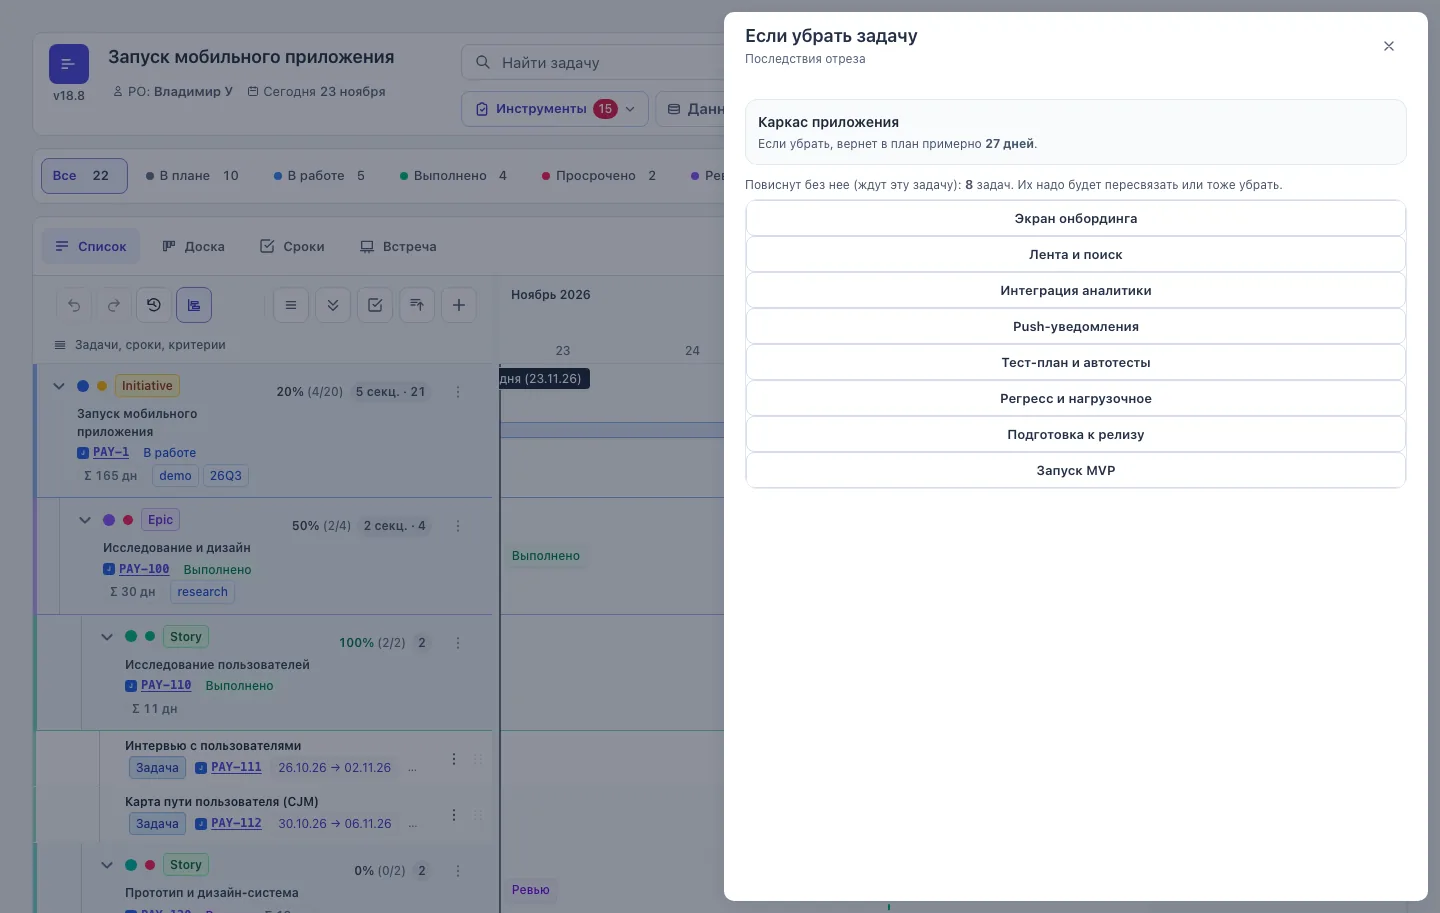 Запуск мобильного приложения
v18.8
PO: Владимир У
Сегодня 23 ноября
Найти задачу
Инструменты 15
Все 22
В плане 10
В работе 5
Выполнено 4
Просрочено 2
Список
Доска
Сроки
Встреча
Ноябрь 2026
Задачи, сроки, критерии
23
24
дня (23.11.26)
Initiative
20% (4/20)
5 секц. · 21
Запуск мобильного
приложения
PAY-1 В работе
Σ 165 дн
demo
26Q3
Epic
50% (2/4)
2 секц. · 4
Исследование и дизайн
PAY-100 Выполнено
Σ 30 дн
research
Выполнено
Story
100% (2/2) 2
Исследование пользователей
PAY-110 Выполнено
Σ 11 дн
Интервью с пользователями
Задача PAY-111 26.10.26 → 02.11.26 ...
Карта пути пользователя (CJM)
Задача PAY-112 30.10.26 → 06.11.26 ...
Story
0% (0/2) 2
Прототип и дизайн-система
Ревью
Если убрать задачу
Последствия отреза
Каркас приложения
Если убрать, вернет в план примерно 27 дней.
Повиснут без нее (ждут эту задачу): 8 задач. Их надо будет пересвязать или тоже убрать.
Экран онбординга
Лента и поиск
Интеграция аналитики
Push-уведомления
Тест-план и автотесты
Регресс и нагрузочное
Подготовка к релизу
Запуск MVP